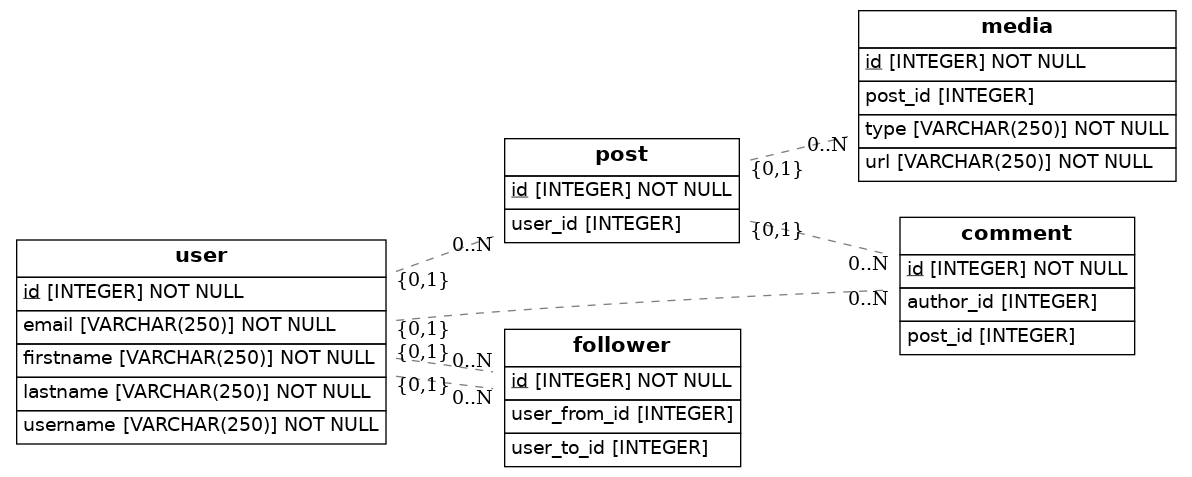 media
id [INTEGER] NOT NULL
post_id [INTEGER]
type [VARCHAR(250)] NOT NULL
url [VARCHAR(250)] NOT NULL
0..N
{0,1}
post
id [INTEGER] NOT NULL
user_id [INTEGER]
{0,1}
0..N
comment
id [INTEGER] NOT NULL
author_id [INTEGER]
post_id [INTEGER]
0..N
0..N
{0,1}
user
id [INTEGER] NOT NULL
email [VARCHAR(250)] NOT NULL
firstname [VARCHAR(250)] NOT NULL
lastname [VARCHAR(250)] NOT NULL
username [VARCHAR(250)] NOT NULL
{0,1}
{0,1}
0..N
{0,1}
0..N
follower
id [INTEGER] NOT NULL
user_from_id [INTEGER]
user_to_id [INTEGER]